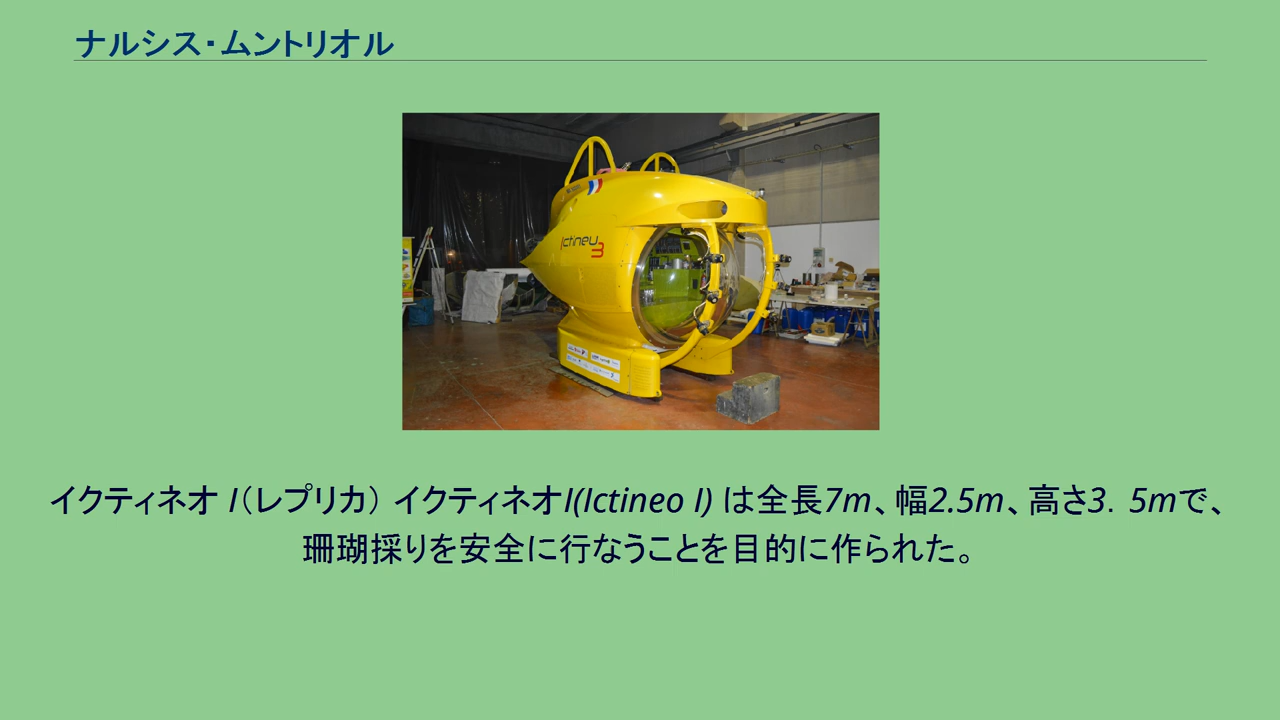 ナルシス・ムントリオル
Ictineu
3
イクティネオ I（レプリカ） イクティネオI(Ictineo I) は全長7m、幅2.5m、高さ3．5mで、
珊瑚採りを安全に行なうことを目的に作られた。